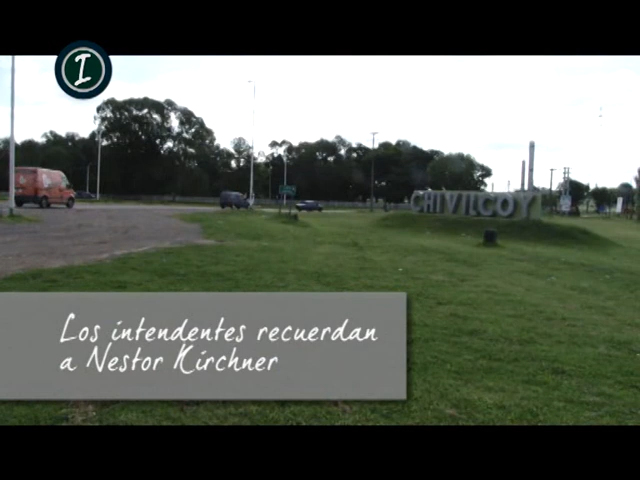 I
CHIVILCOY
Los intendentes recuerdan
a Nestor Kirchner